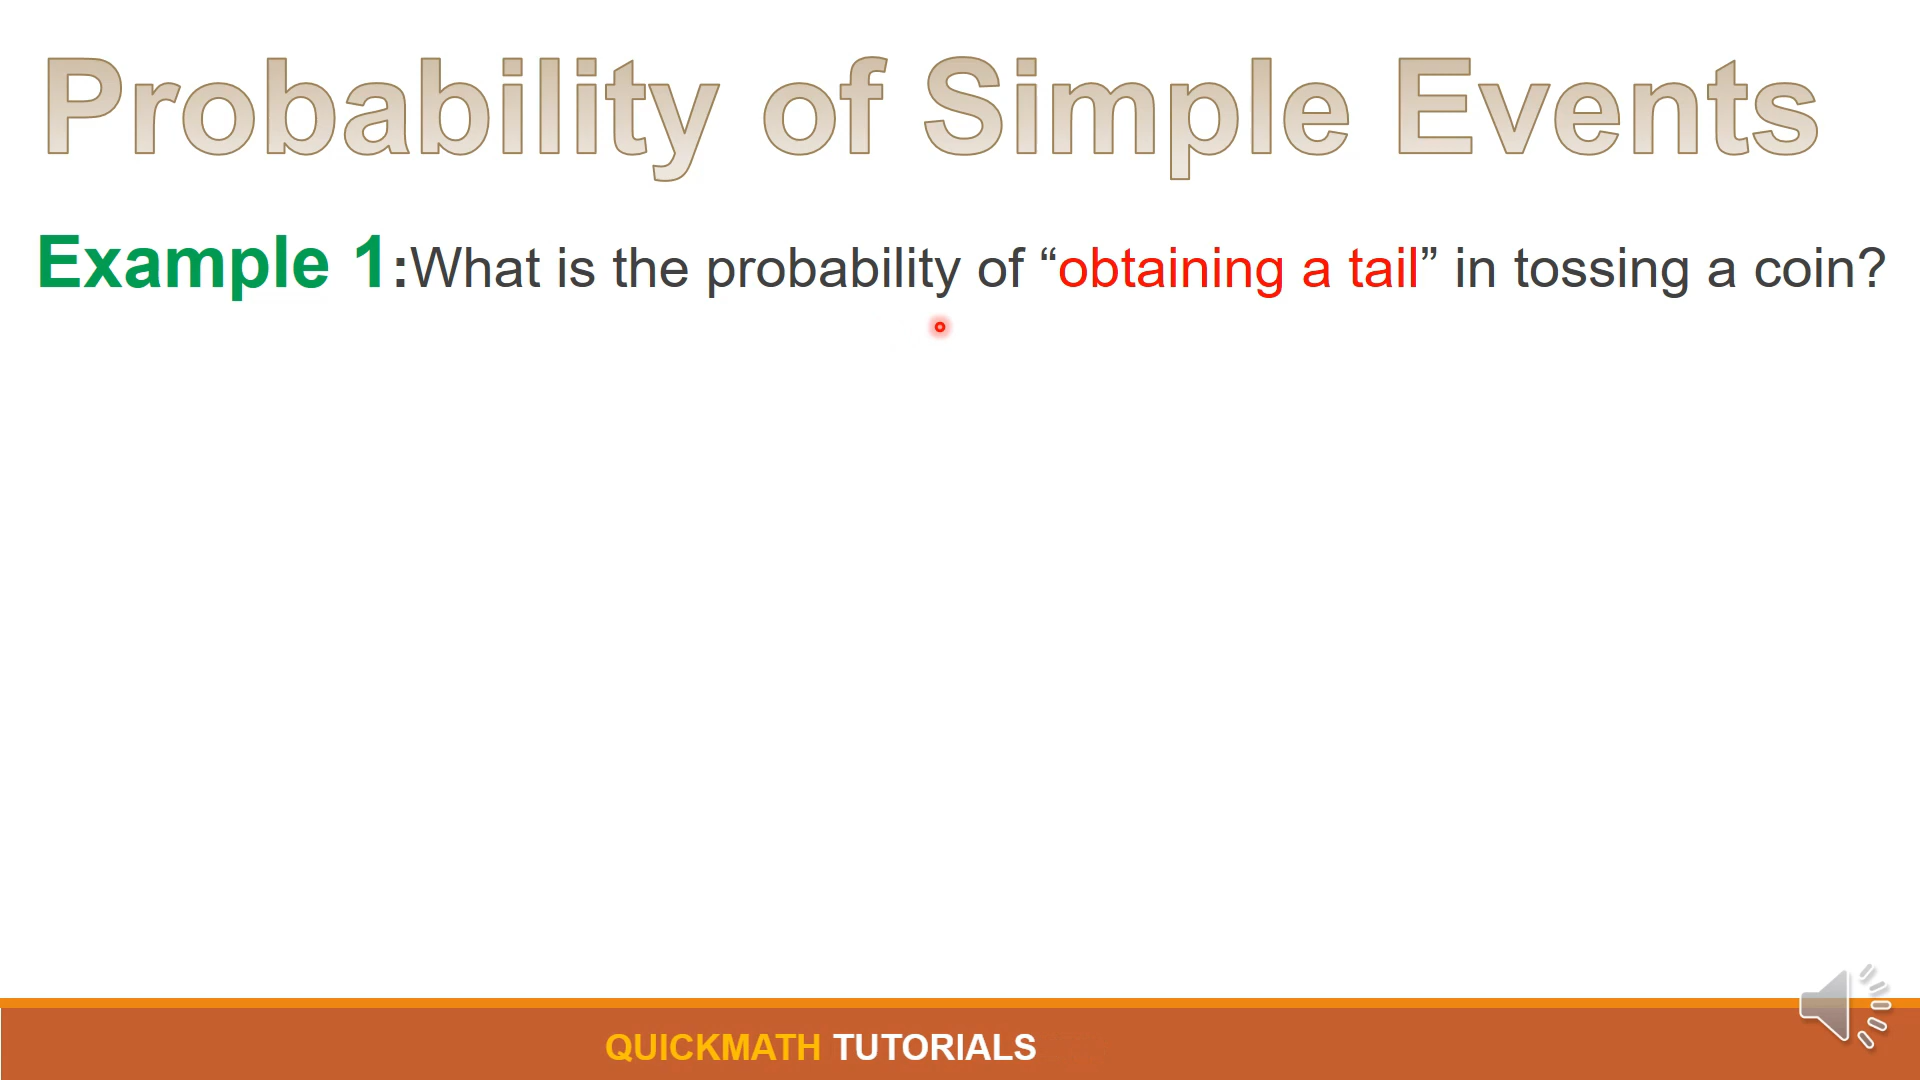 Probability of Simple Events
Example 1:What is the probability of “obtaining a tail” in tossing a coin?
QUICKMATH TUTORIALS